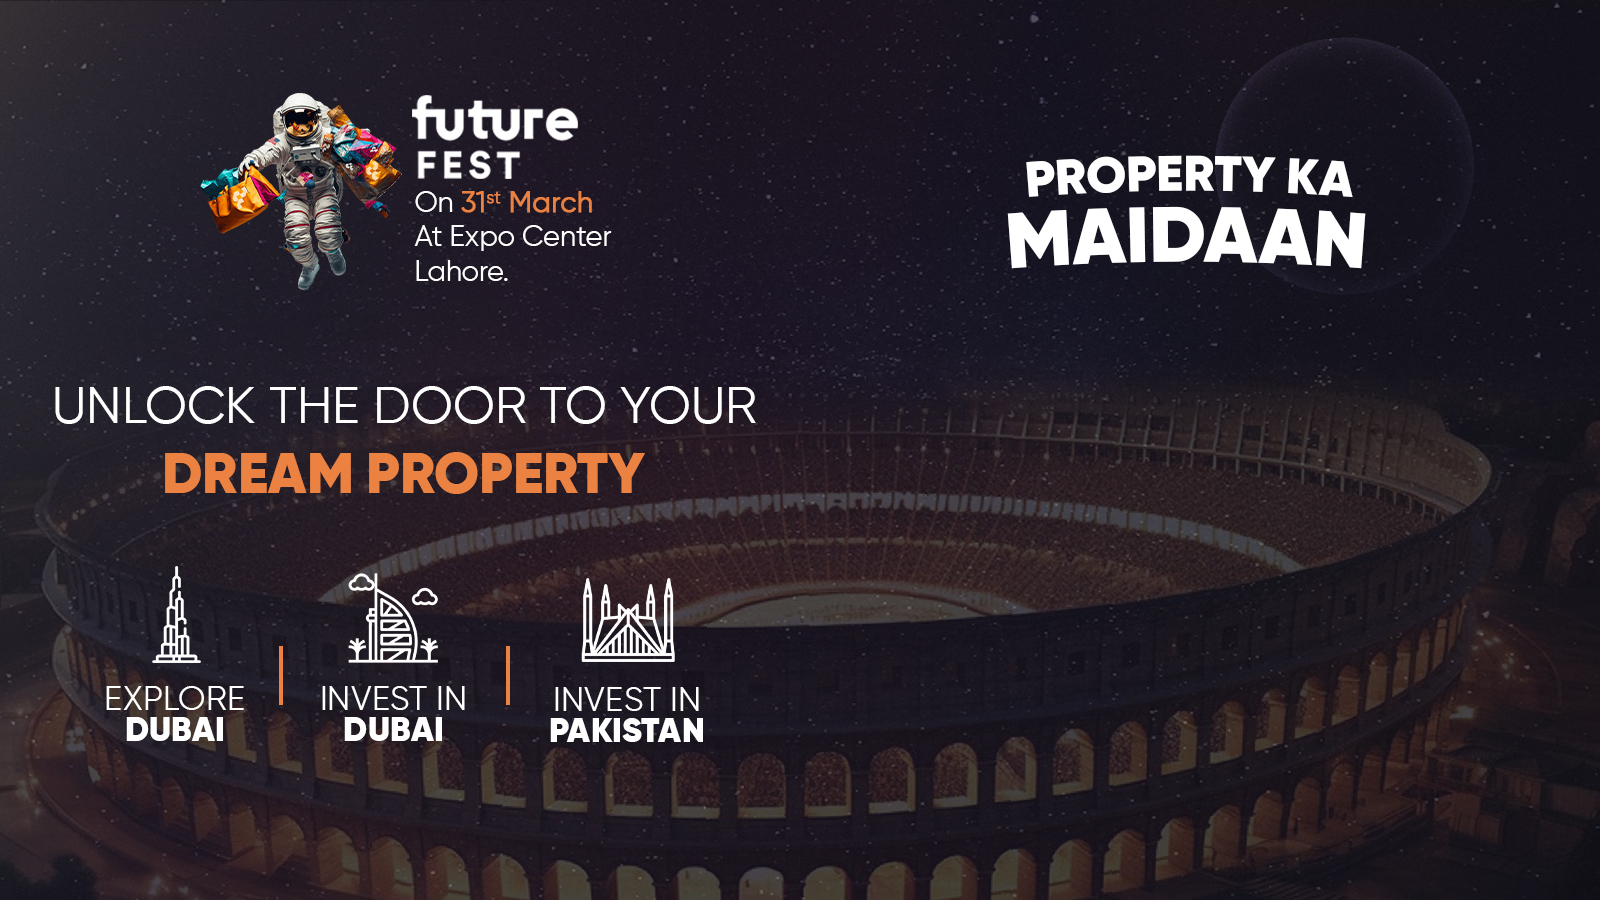 future
FEST
On 31st March
At Expo Center
Lahore.
PROPERTY KA
MAIDAAN
UNLOCK THE DOOR TO YOUR
DREAM PROPERTY
EXPLORE
DUBAI
INVEST IN
DUBAI
INVEST IN
PAKISTAN